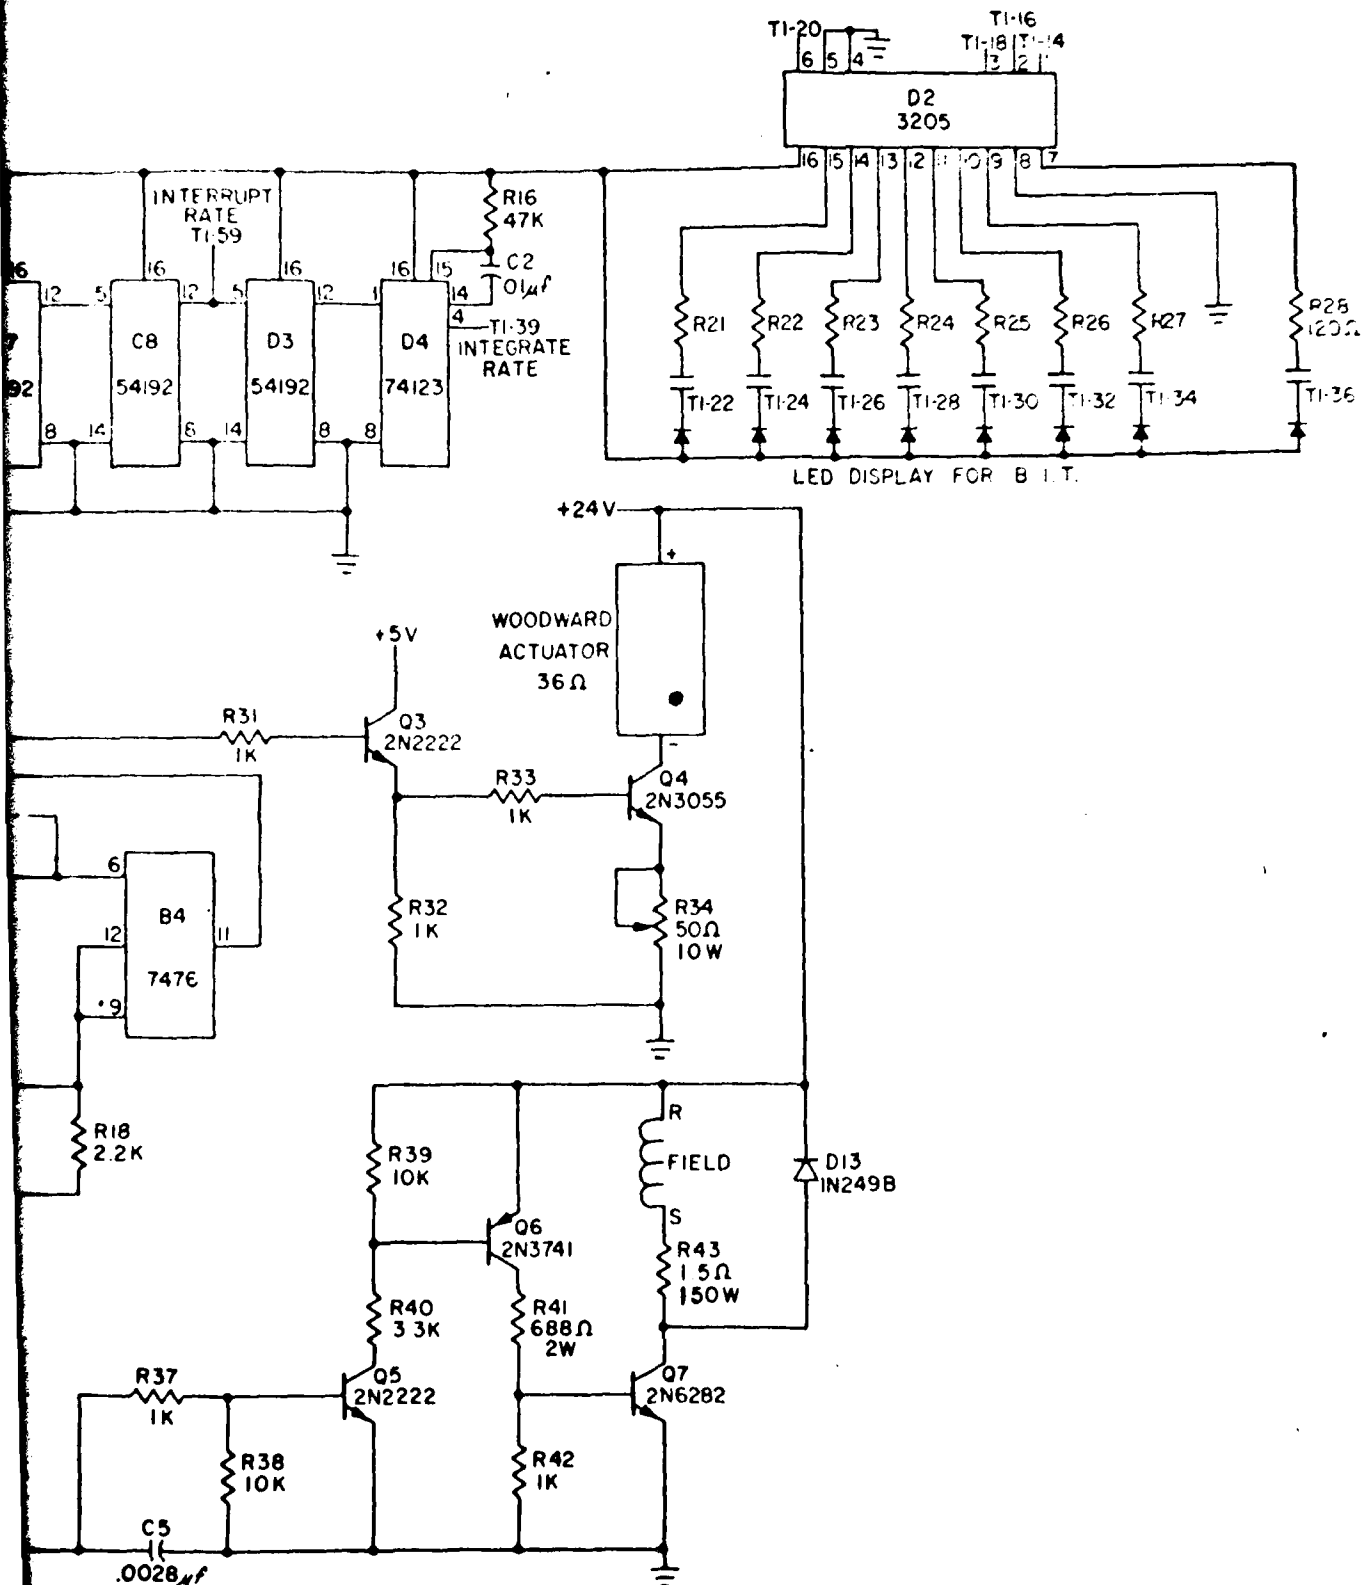 T1-20
T1-16
T1-18
T1-14
6 5 4 3 2 1
D2
3205
16 15 14 13 12 11 10 9 8 7
INTERRUPT
RATE
T1-59
R16
47K
C2
.01µf
16 16 16 16 15
12 5 12 5 12 1 14
4
T1-39
INTEGRATE
RATE
7 C8 D3 D4
92 54192 54192 74123
8 14 8 14 8 8
R21 R22 R23 R24 R25 R26 R27 R28
120Ω
T1-22 T1-24 T1-26 T1-28 T1-30 T1-32 T1-34 T1-36
LED DISPLAY FOR B.I.T.
+24V
+
WOODWARD
ACTUATOR
36Ω
-
+5V
R31
1K
Q3
2N2222
R33
1K
Q4
2N3055
R32
1K
R34
50Ω
10W
6
B4
12 11
7476
9
R18
2.2K
R39
10K
R
FIELD
S
D13
1N249B
Q6
2N3741
R43
1.5Ω
150W
R40
3.3K
R41
688Ω
2W
R37
1K
Q5
2N2222
Q7
2N6282
R38
10K
R42
1K
C5
.0028µf